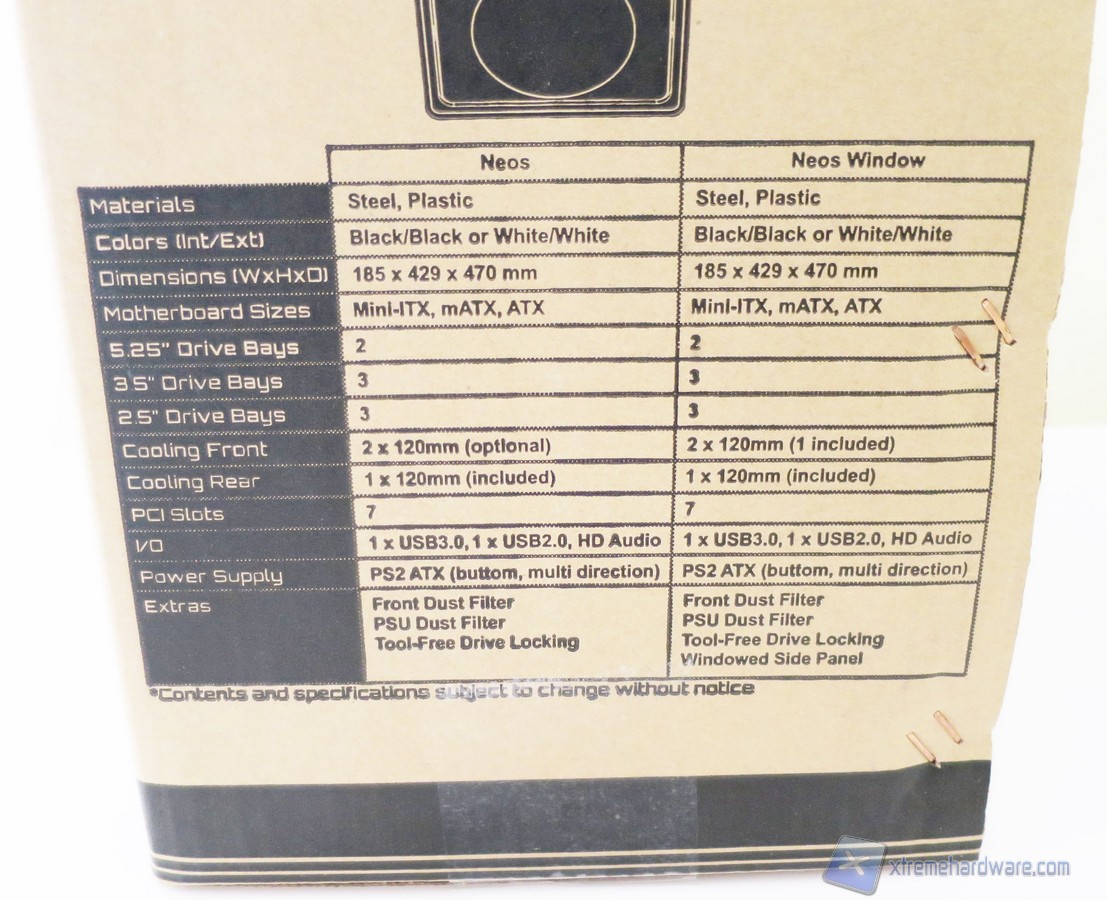 Neos Neos Window
Materials Steel, Plastic Steel, Plastic
Colors (Int/Ext) Black/Black or White/White Black/Black or White/White
Dimensions (WxHxD) 185 x 429 x 470 mm 185 x 429 x 470 mm
Motherboard Sizes Mini-ITX, mATX, ATX Mini-ITX, mATX, ATX
5.25" Drive Bays 2 2
3.5" Drive Bays 3 3
2.5" Drive Bays 3 3
Cooling Front 2 x 120mm (optional) 2 x 120mm (1 included)
Cooling Rear 1 x 120mm (included) 1 x 120mm (included)
PCI Slots 7 7
I/O 1 x USB3.0, 1 x USB2.0, HD Audio 1 x USB3.0, 1 x USB2.0, HD Audio
Power Supply PS2 ATX (buttom, multi direction) PS2 ATX (buttom, multi direction)
Extras Front Dust Filter Front Dust Filter
PSU Dust Filter PSU Dust Filter
Tool-Free Drive Locking Tool-Free Drive Locking
Windowed Side Panel
*Contents and specifications subject to change without notice
xtremehardware.com